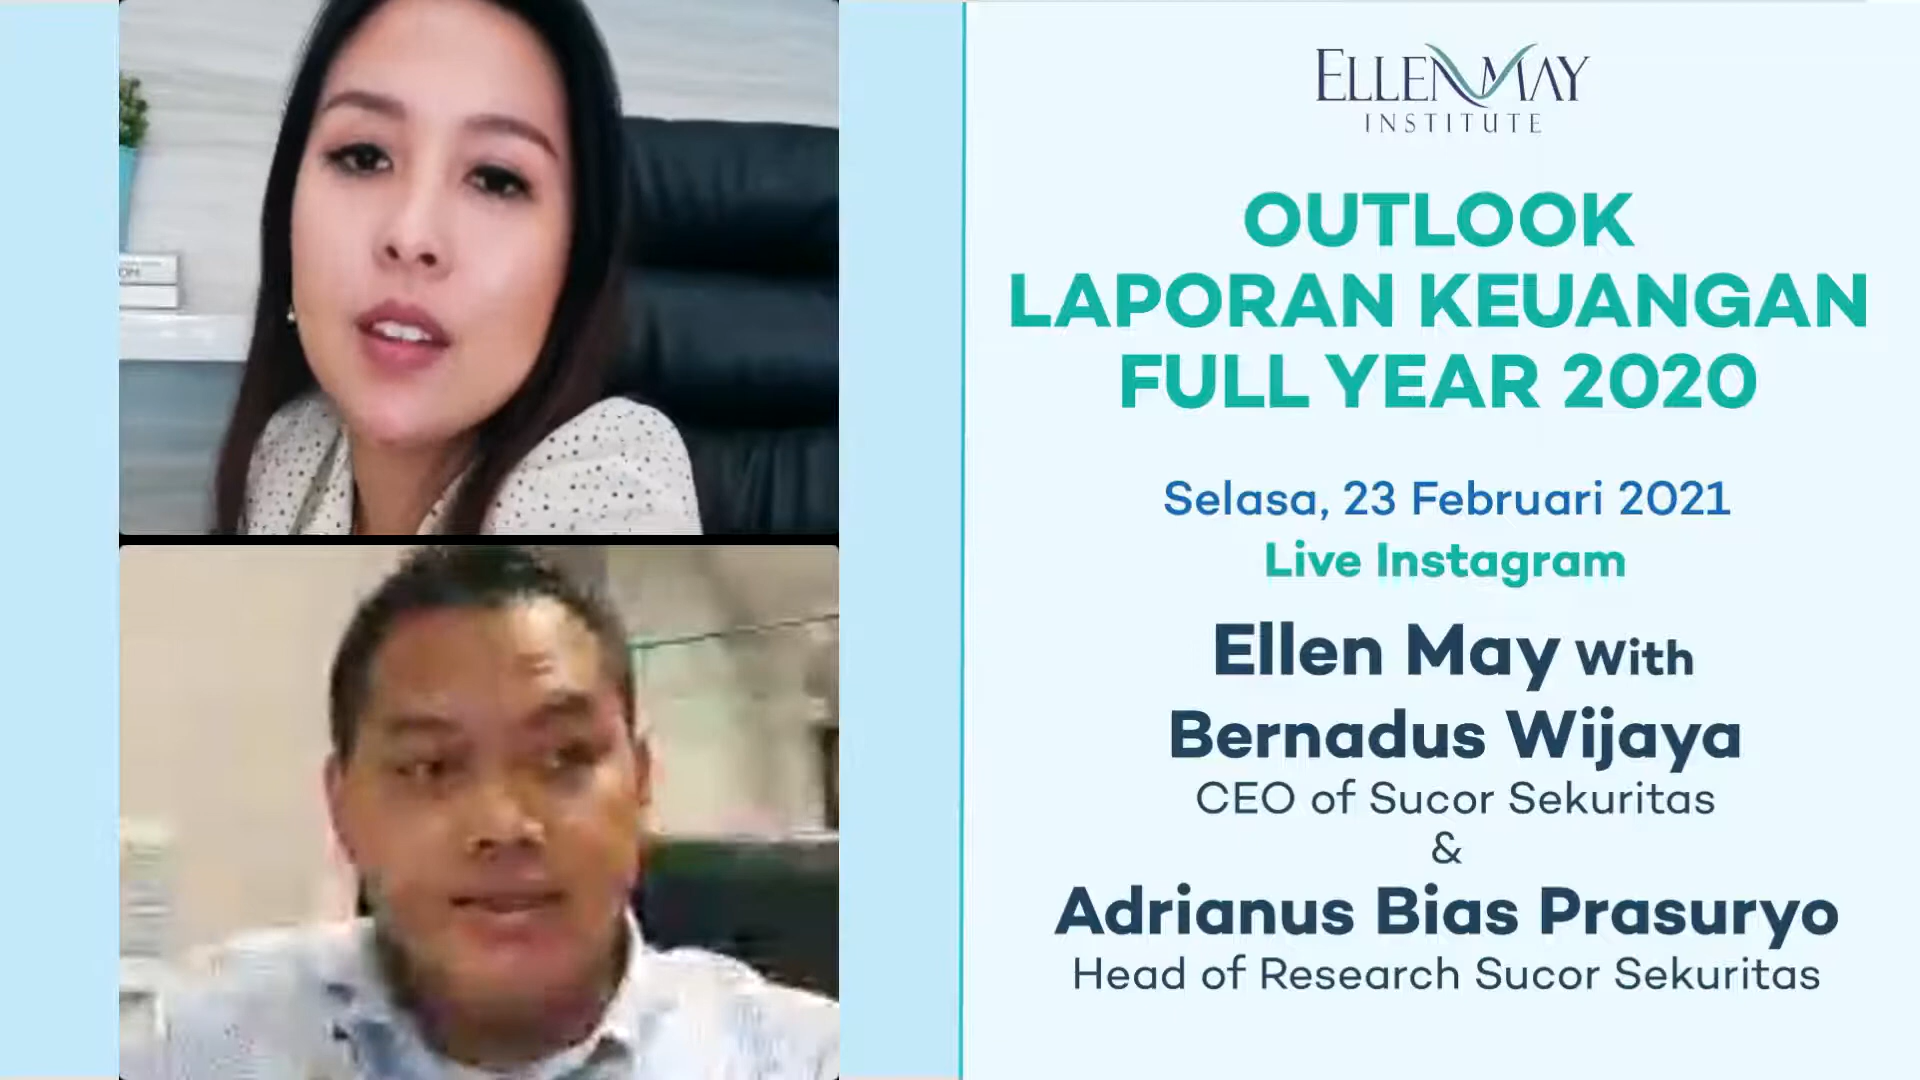 ELLEN MAY
INSTITUTE
OUTLOOK
LAPORAN KEUANGAN
FULL YEAR 2020
Selasa, 23 Februari 2021
Live Instagram
Ellen May With
Bernadus Wijaya
CEO of Sucor Sekuritas
&
Adrianus Bias Prasuryo
Head of Research Sucor Sekuritas